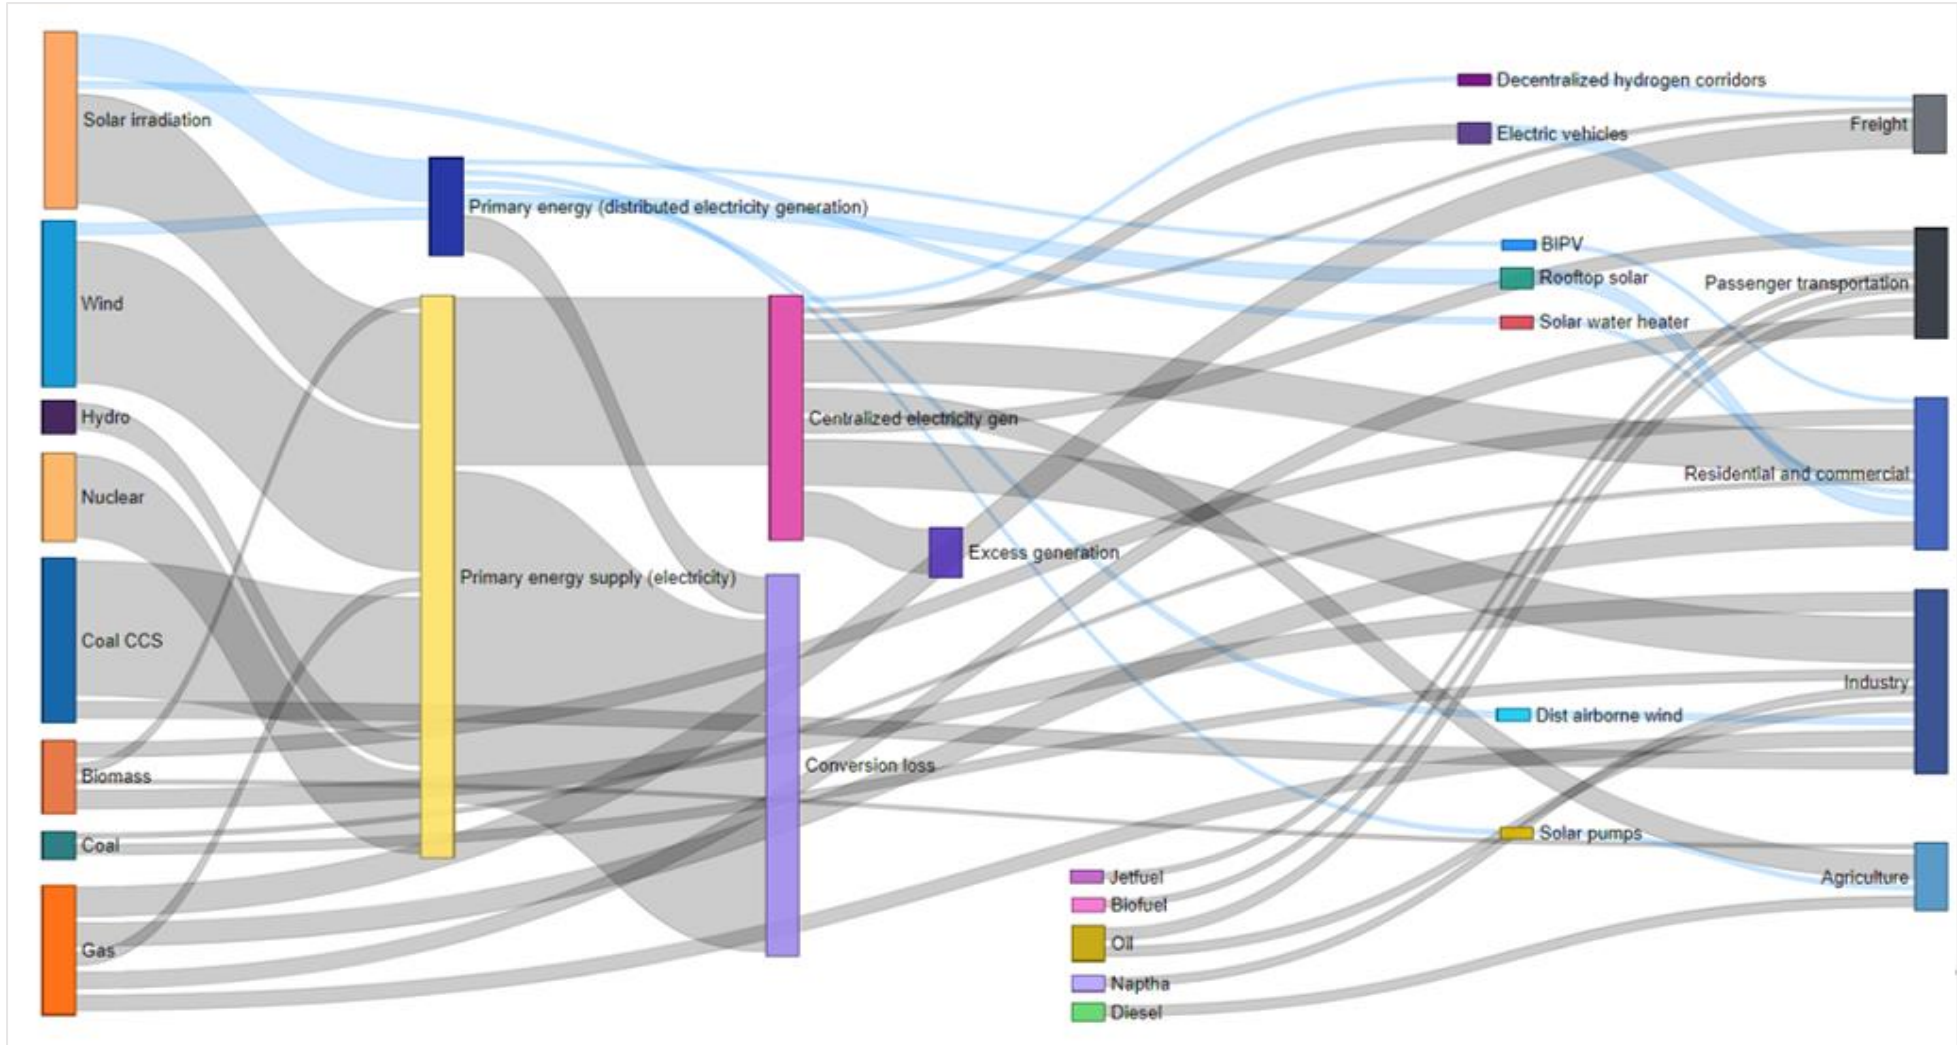 Solar irradiation
Wind
Hydro
Nuclear
Coal CCS
Biomass
Coal
Gas
Primary energy (distributed electricity generation)
Primary energy supply (electricity)
Centralized electricity gen
Excess generation
Conversion loss
Jetfuel
Biofuel
Oil
Naptha
Diesel
Decentralized hydrogen corridors
Electric vehicles
BIPV
Rooftop solar
Solar water heater
Dist airborne wind
Solar pumps
Freight
Passenger transportation
Residential and commercial
Industry
Agriculture